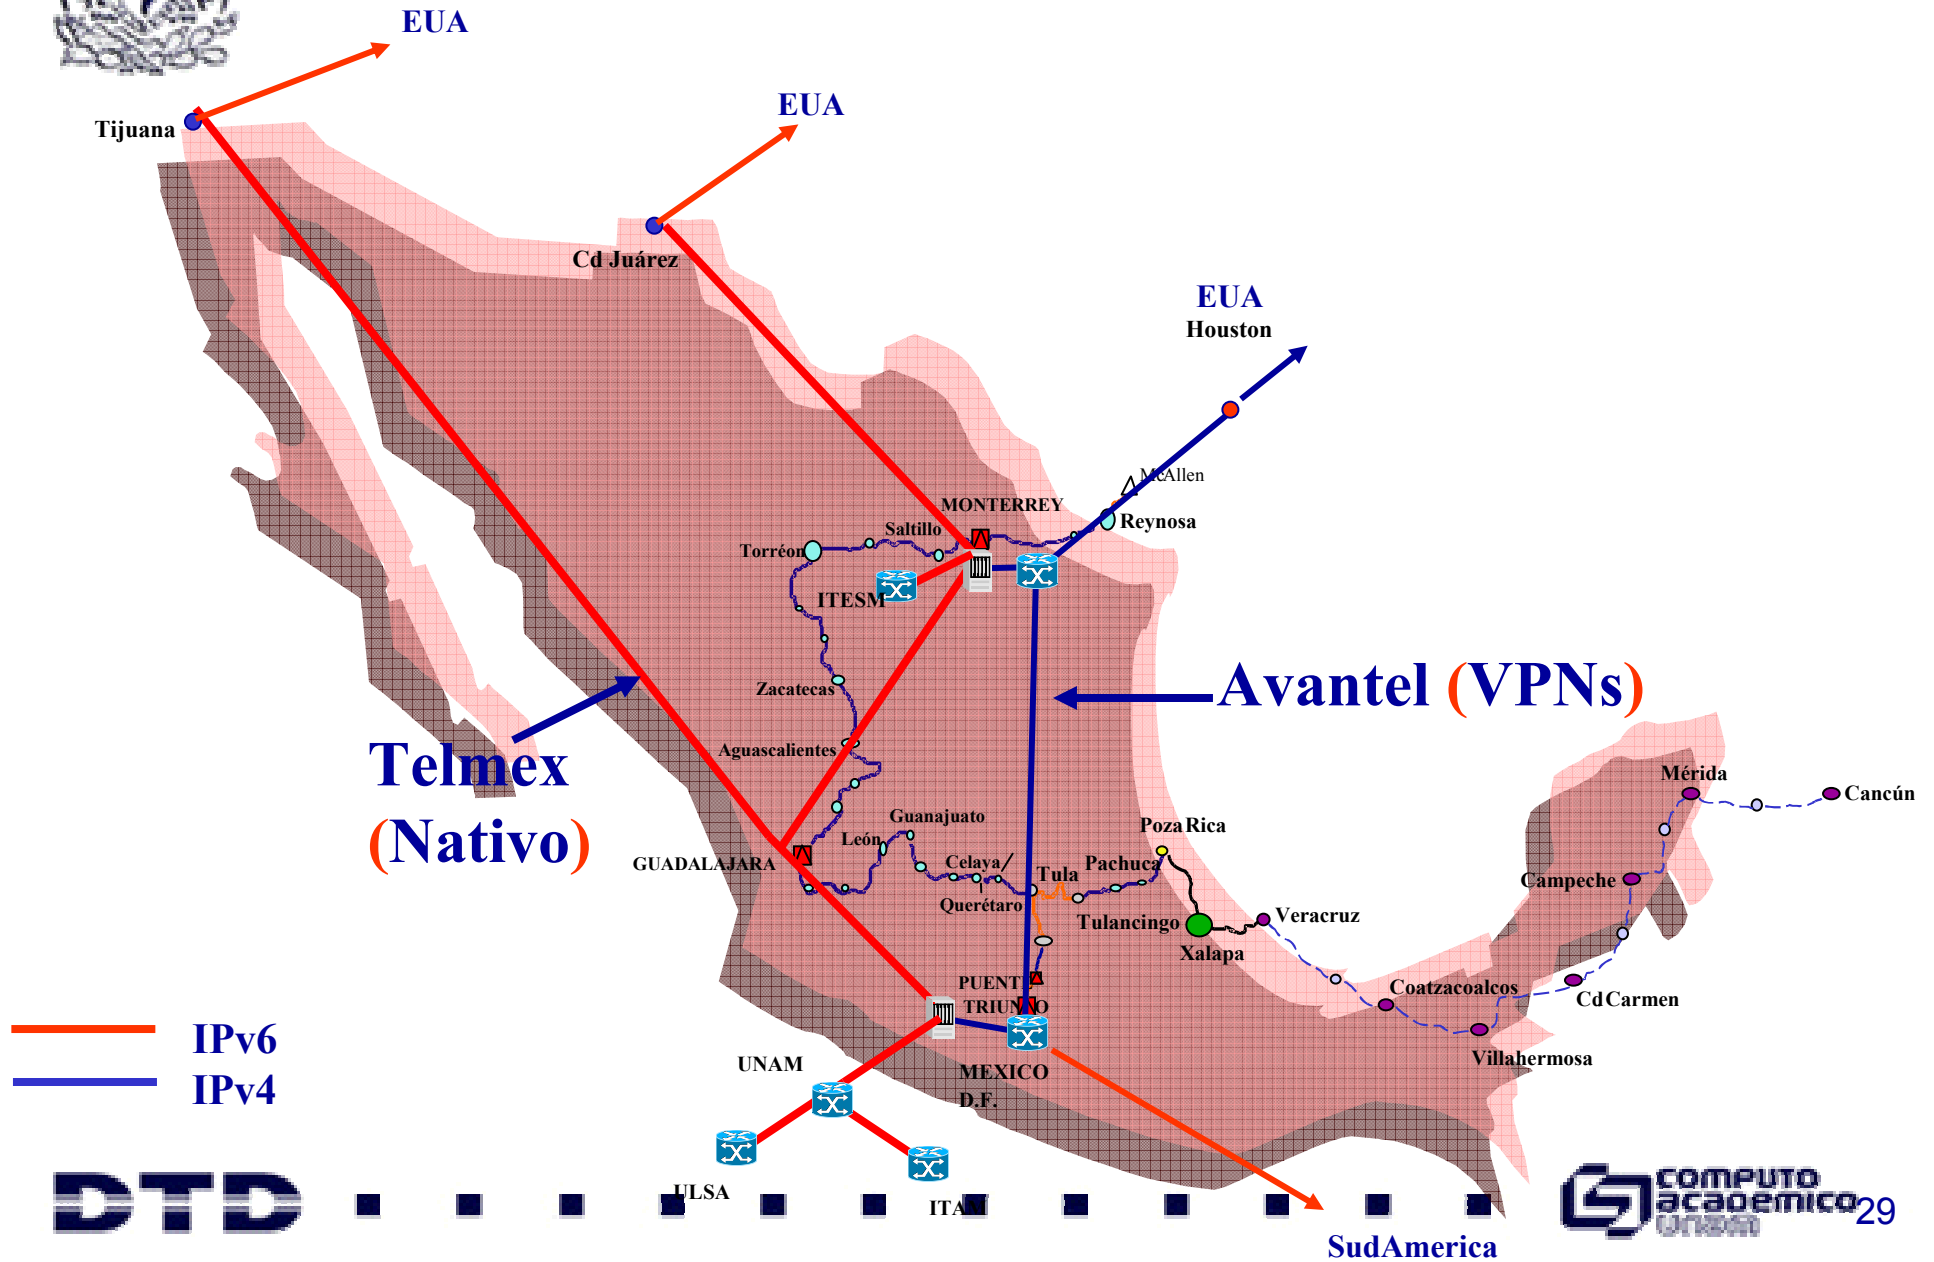 EUA
EUA
Tijuana
Cd Juárez
EUA
Houston
McAllen
MONTERREY
Reynosa
Saltillo
Torréon
ITESM
Zacatecas
Avantel (VPNs)
Aguascalientes
Telmex
(Nativo)
Mérida
Cancún
Guanajuato
León
Poza Rica
GUADALAJARA
Celaya/
Pachuca
Tula
Campeche
Querétaro
Tulancingo
Veracruz
Xalapa
PUENTE
TRIUNFO
Coatzacoalcos
Cd Carmen
IPv6
Villahermosa
UNAM
MEXICO
D.F.
IPv4
ULSA
ITAM
DTD
COMPUTO
academico
UNAM
29
SudAmerica